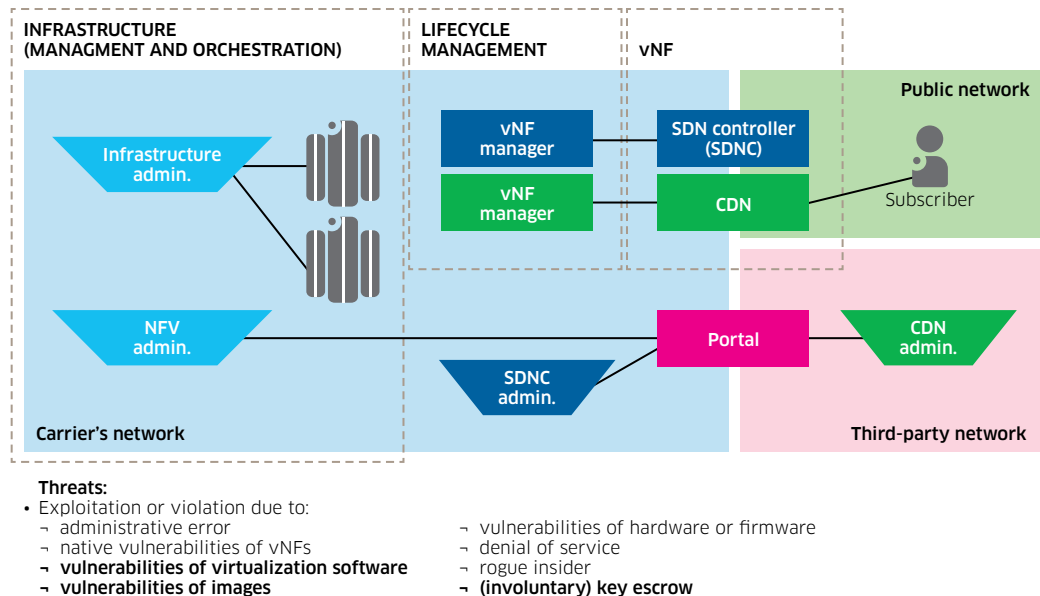 INFRASTRUCTURE
(MANAGMENT AND ORCHESTRATION)
LIFECYCLE
MANAGEMENT
vNF
Public network
vNF
manager
SDN controller
(SDNC)
Infrastructure
admin.
vNF
manager
CDN
Subscriber
NFV
admin.
Portal
CDN
admin.
SDNC
admin.
Carrier's network
Third-party network
Threats:
• Exploitation or violation due to:
¬ administrative error
¬ native vulnerabilities of vNFs
¬ vulnerabilities of virtualization software
¬ vulnerabilities of images
¬ vulnerabilities of hardware or firmware
¬ denial of service
¬ rogue insider
¬ (involuntary) key escrow